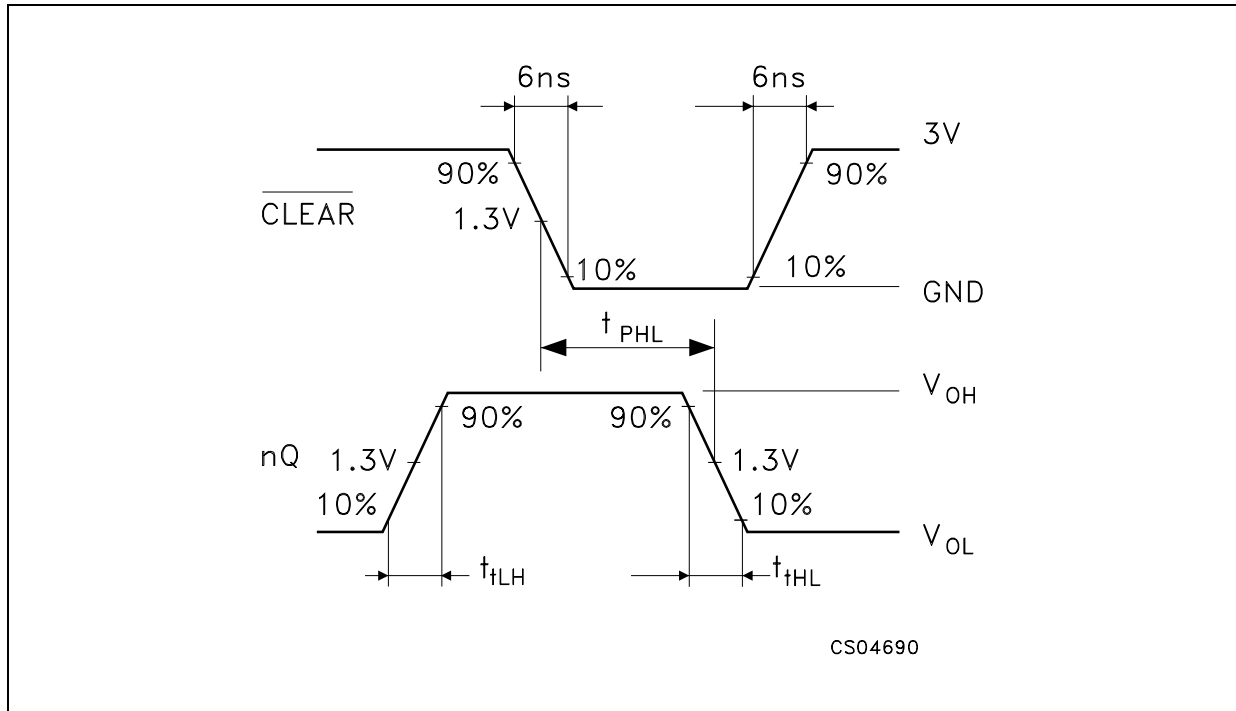 6ns 6ns
3V
90% 90%
CLEAR
1.3V
10% 10%
GND
t PHL
V OH
90% 90%
nQ 1.3V 1.3V
10% 10%
V OL
t tLH t tHL
CS04690